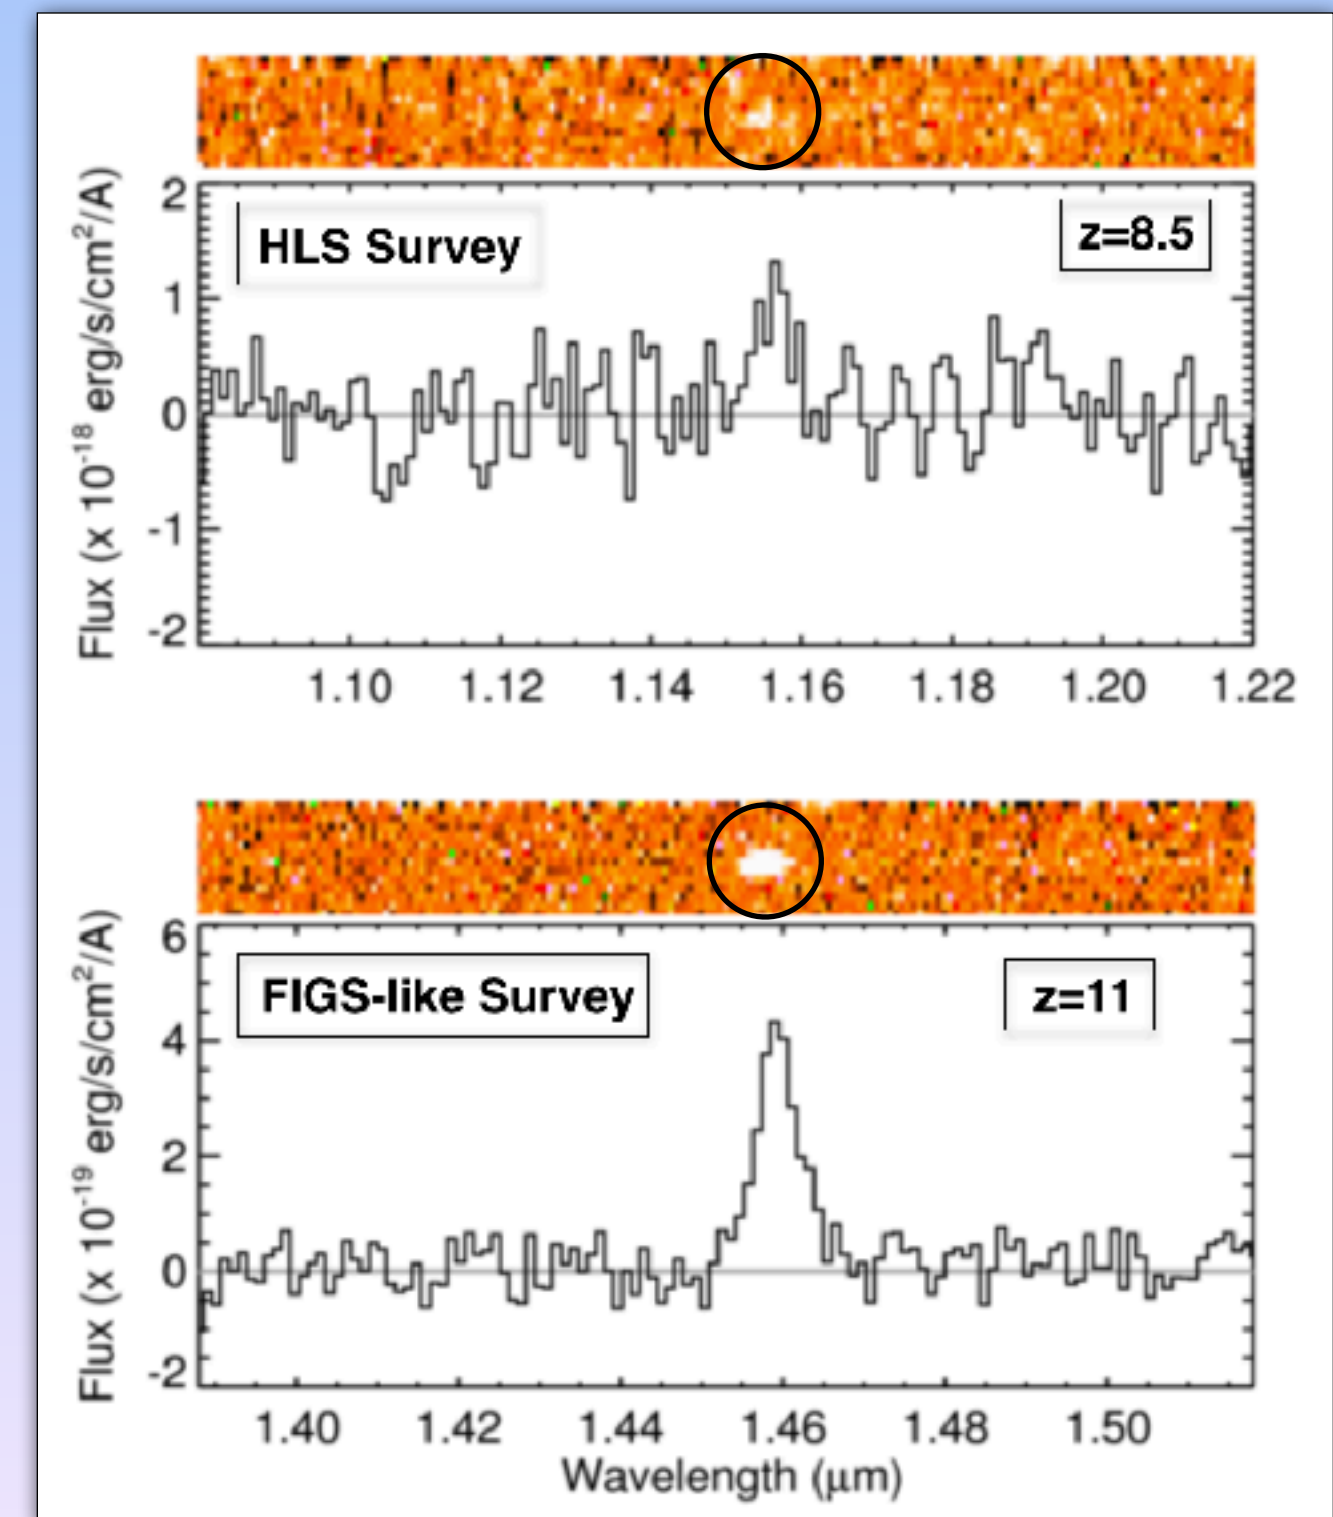 HLS Survey
z=8.5
Flux (x 10⁻¹⁸ erg/s/cm²/A)
2
1
0
-1
-2
1.10 1.12 1.14 1.16 1.18 1.20 1.22
FIGS-like Survey
z=11
Flux (x 10⁻¹⁹ erg/s/cm²/A)
6
4
2
0
-2
1.40 1.42 1.44 1.46 1.48 1.50
Wavelength (μm)